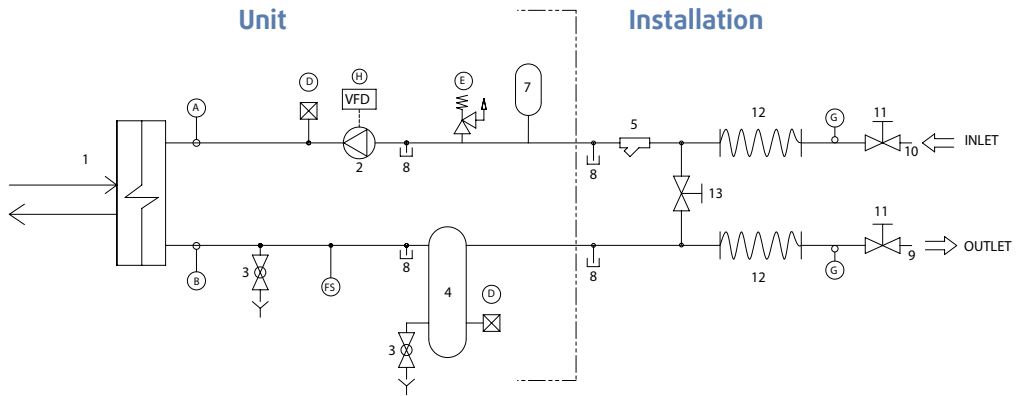 Unit
Installation
D
H
VFD
E
7
A
5
12
G
11
1
2
8
8
10
INLET
13
B
3
FS
8
4
8
12
G
11
9
OUTLET
D
3